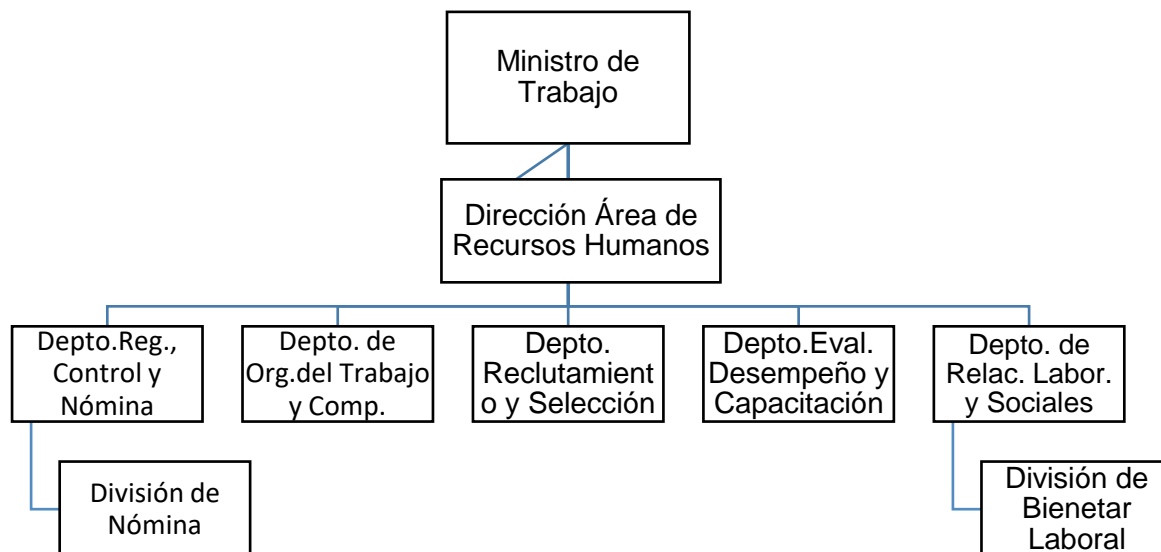 Ministro de
Trabajo
Dirección Área de
Recursos Humanos
Depto.Reg.,
Control y
Nómina
Depto. de
Org.del Trabajo
y Comp.
Depto.
Reclutamient
o y Selección
Depto.Eval.
Desempeño y
Capacitación
Depto. de
Relac. Labor.
y Sociales
División de
Nómina
División de
Bienetar
Laboral